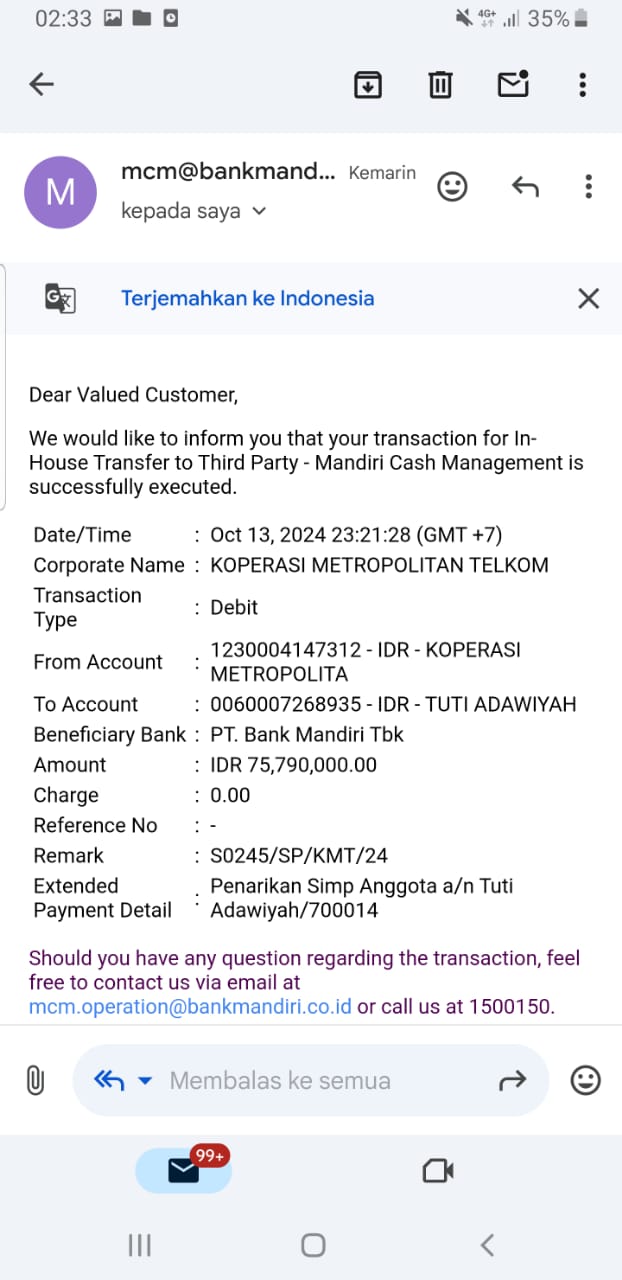 02:33 4G+ 35%
mcm@bankmand... Kemarin
M
kepada saya
Terjemahkan ke Indonesia
Dear Valued Customer,
We would like to inform you that your transaction for In-
House Transfer to Third Party - Mandiri Cash Management is
successfully executed.
Date/Time : Oct 13, 2024 23:21:28 (GMT +7)
Corporate Name : KOPERASI METROPOLITAN TELKOM
Transaction
Type : Debit
From Account : 1230004147312 - IDR - KOPERASI
METROPOLITA
To Account : 0060007268935 - IDR - TUTI ADAWIYAH
Beneficiary Bank : PT. Bank Mandiri Tbk
Amount : IDR 75,790,000.00
Charge : 0.00
Reference No : -
Remark : S0245/SP/KMT/24
Extended : Penarikan Simp Anggota a/n Tuti
Payment Detail Adawiyah/700014
Should you have any question regarding the transaction, feel
free to contact us via email at
mcm.operation@bankmandiri.co.id or call us at 1500150.
Membalas ke semua
99+